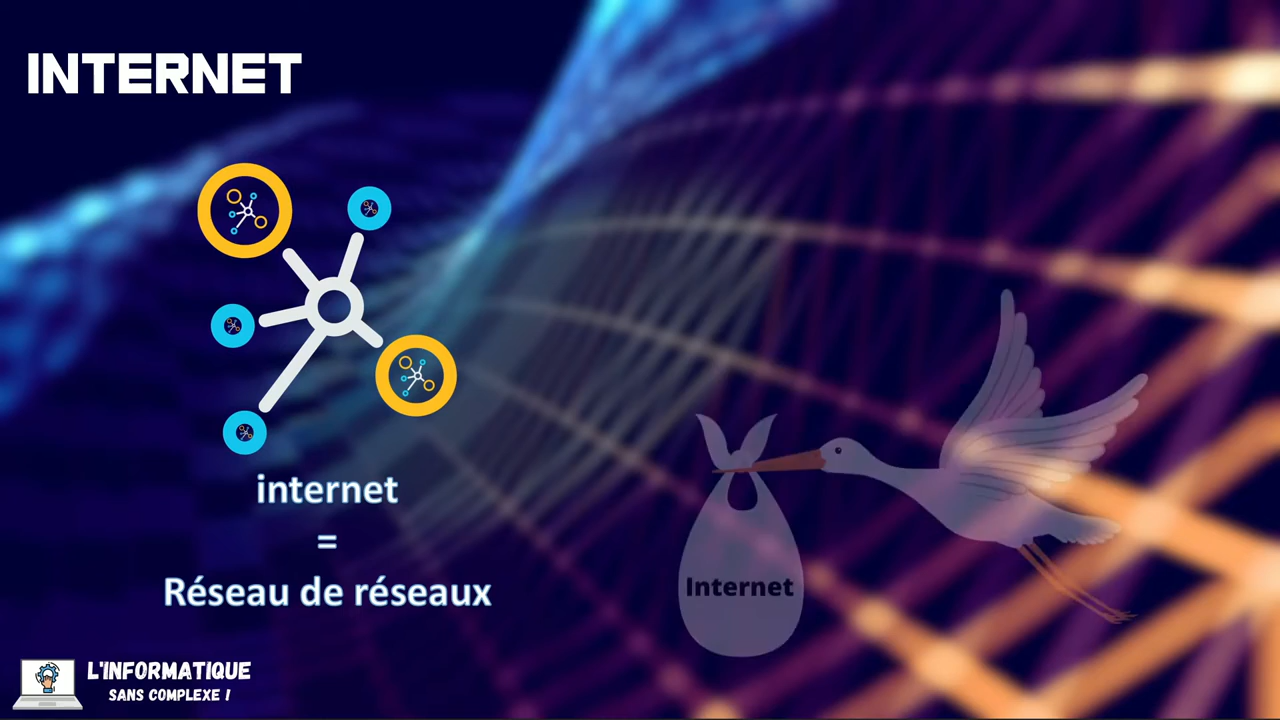 INTERNET
internet
=
Réseau de réseaux
Internet
L'INFORMATIQUE
SANS COMPLEXE !